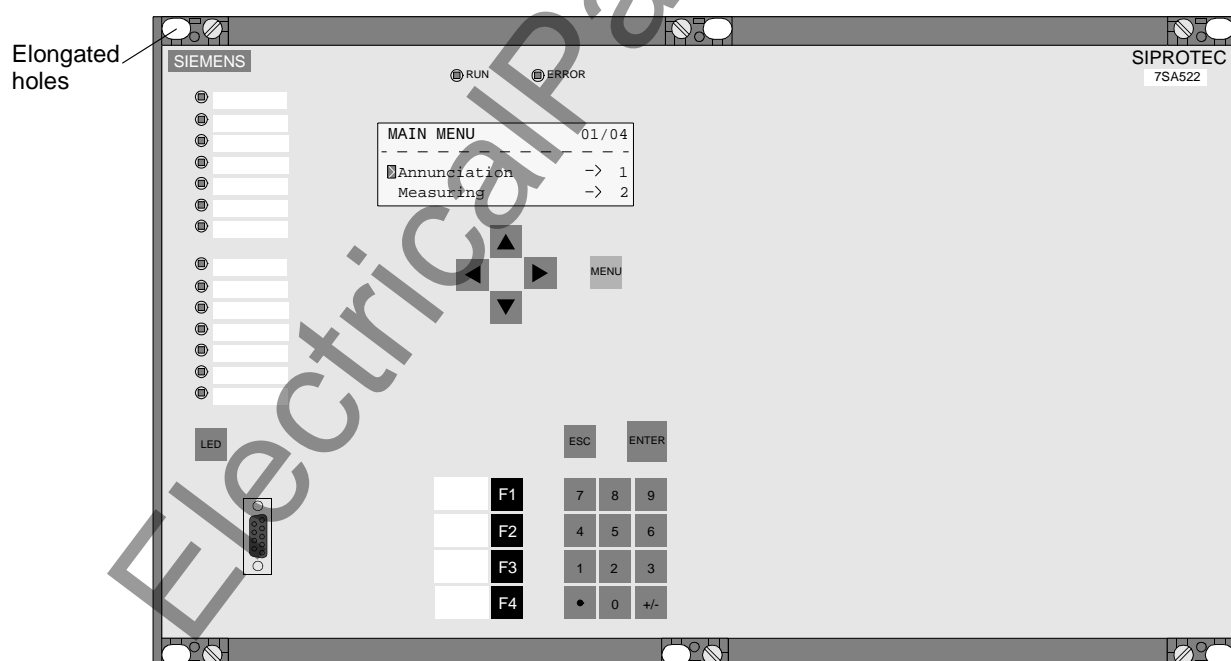 Elongated
holes
SIEMENS
SIPROTEC
7SA522
RUN
ERROR
MAIN MENU 01/04
Annunciation -> 1
Measuring -> 2
MENU
LED
ESC
ENTER
F1
7 8 9
F2
4 5 6
F3
1 2 3
F4
• 0 +/-